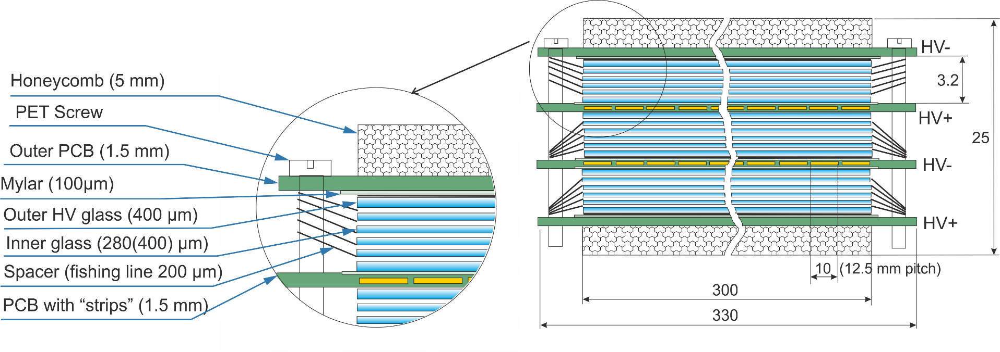 Honeycomb (5 mm)
PET Screw
Outer PCB (1.5 mm)
Mylar (100µm)
Outer HV glass (400 µm)
Inner glass (280(400) µm)
Spacer (fishing line 200 µm)
PCB with “strips” (1.5 mm)
HV-
3.2
HV+
25
HV-
HV+
10 (12.5 mm pitch)
300
330